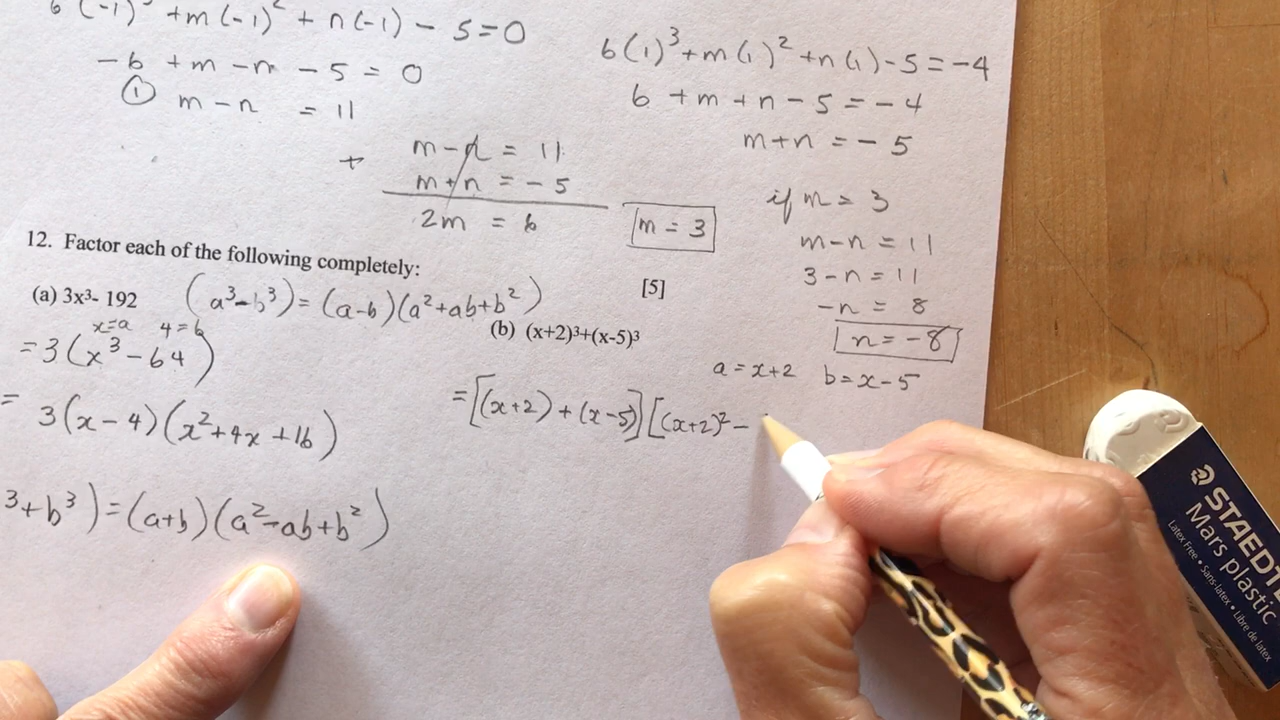 6(-1)³ +m(-1)² + n(-1) - 5=0
-6 +m -n -5 = 0
① m-n = 11
6(1)³+m(1)²+n(1)-5=-4
6 +m+n-5=-4
m+n =-5
+ m-n = 11
m+n = -5
2m = 6
m = 3
if m = 3
m-n = 11
3-n = 11
-n = 8
n = -8
12. Factor each of the following completely:
[5]
(a) 3x³- 192
(a³-b³)=(a-b)(a²+ab+b²)
x=a 4=b
=3(x³-64)
= 3(x-4)(x²+4x+16)
³+b³)=(a+b)(a²-ab+b²)
(b) (x+2)³+(x-5)³
a=x+2 b=x-5
=[(x+2)+(x-5)][(x+2)²-
STAEDT
Mars plastic
Latex Free • Sans-latex • Libre de latex